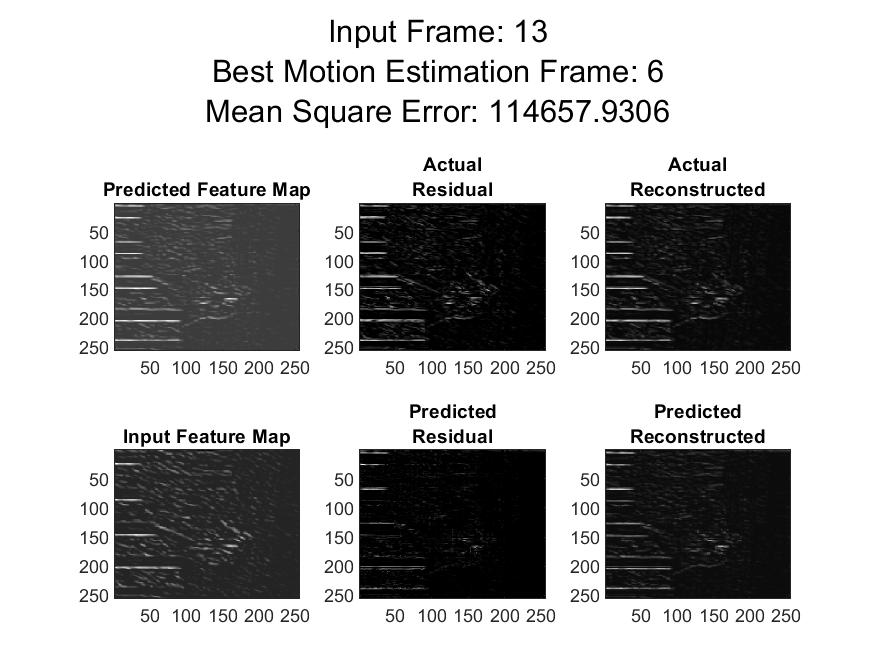 Input Frame: 13
Best Motion Estimation Frame: 6
Mean Square Error: 114657.9306
Predicted Feature Map
Actual
Residual
Actual
Reconstructed
50
100
150
200
250
50 100 150 200 250
50
100
150
200
250
50 100 150 200 250
50
100
150
200
250
50 100 150 200 250
Input Feature Map
Predicted
Residual
Predicted
Reconstructed
50
100
150
200
250
50 100 150 200 250
50
100
150
200
250
50 100 150 200 250
50
100
150
200
250
50 100 150 200 250